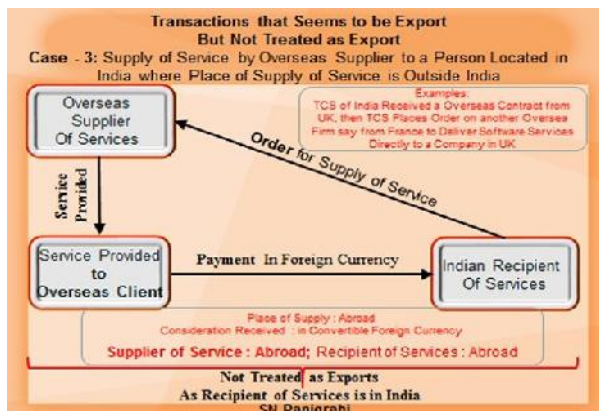 Transactions that Seems to be Export
But Not Treated as Export
Case - 3: Supply of Service by Overseas Supplier to a Person Located in
India where Place of Supply of Service is Outside India
Overseas
Supplier
Of Services
Examples:
TCS of India Received a Overseas Contract from
UK, then TCS Places Order on another Oversea
Firm say from France to Deliver Software Services
Directly to a Company in UK
Order for Supply of Service
Service
Provided
Service Provided
to
Overseas Client
Payment In Foreign Currency
Indian Recipient
Of Services
Place of Supply : Abroad
Consideration Received : in Convertible Foreign Currency
Supplier of Service : Abroad; Recipient of Services : Abroad
Not Treated as Exports
As Recipient of Services is in India
SN Panigrahi